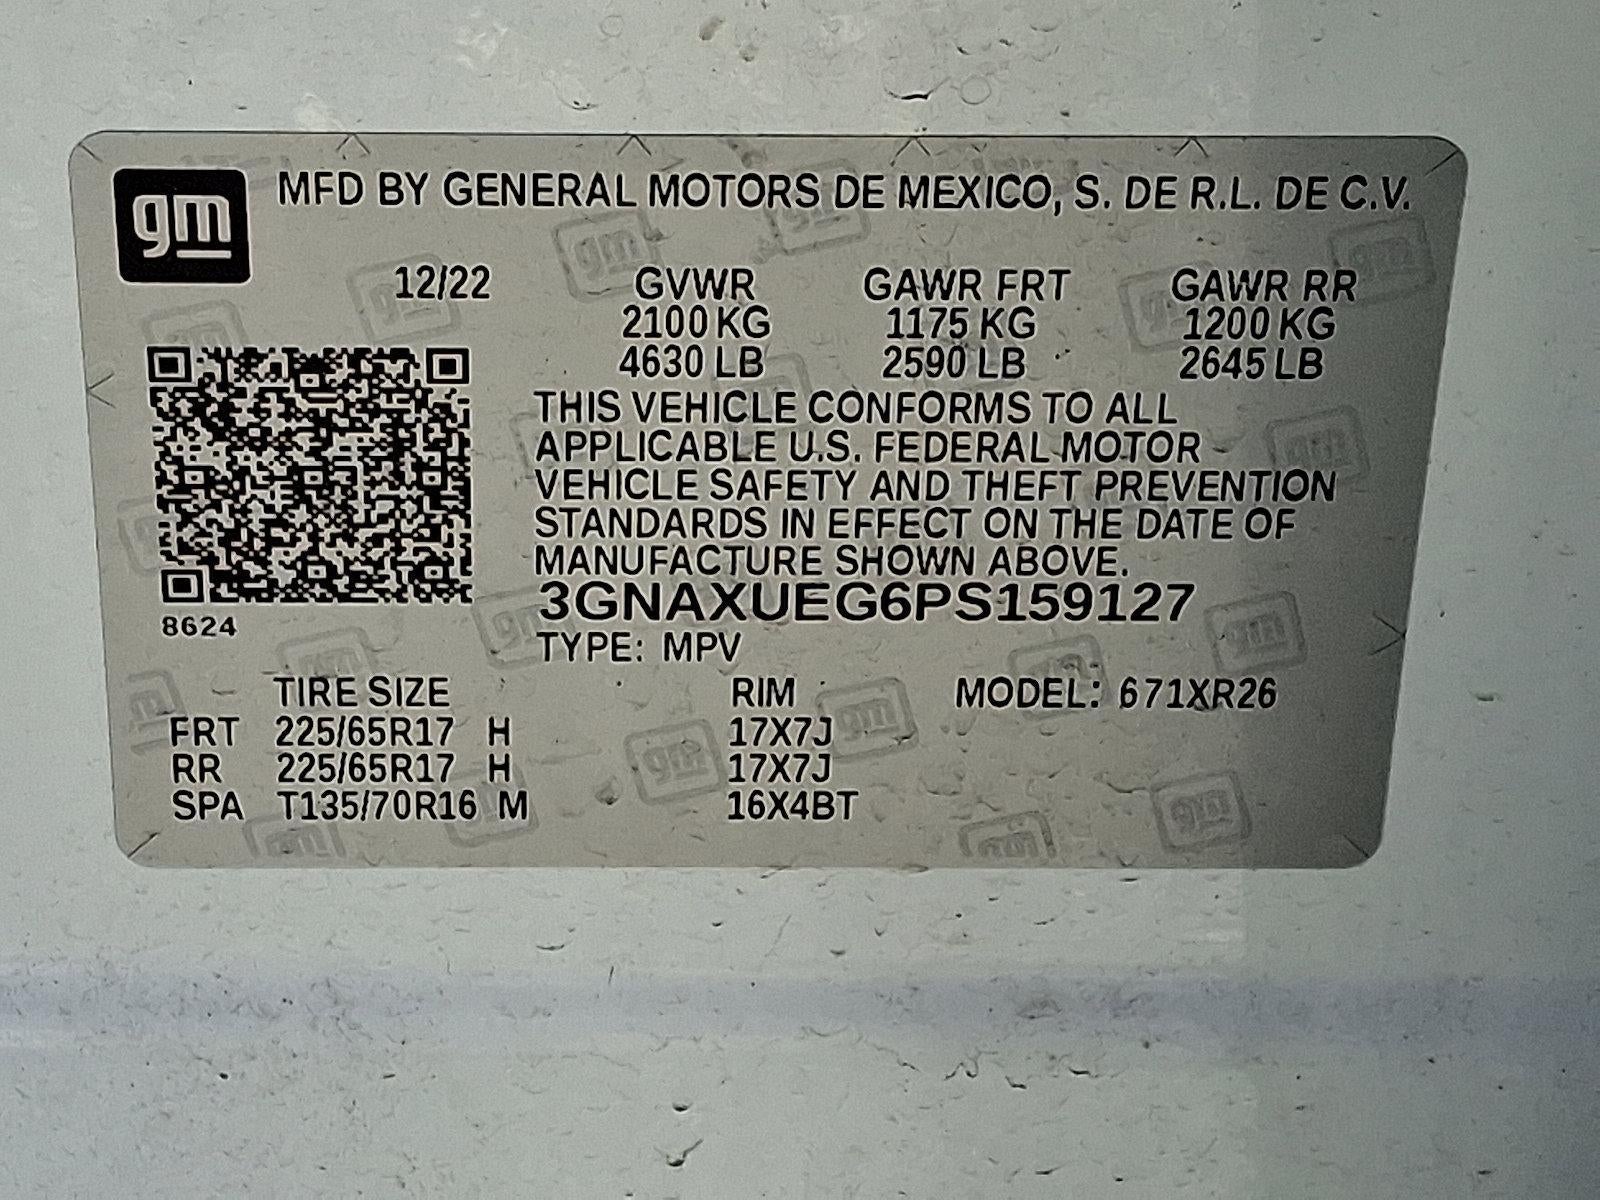 gm MFD BY GENERAL MOTORS DE MEXICO, S. DE R.L. DE C.V.
12/22 GVWR GAWR FRT GAWR RR
2100 KG 1175 KG 1200 KG
4630 LB 2590 LB 2645 LB
THIS VEHICLE CONFORMS TO ALL
APPLICABLE U.S. FEDERAL MOTOR
VEHICLE SAFETY AND THEFT PREVENTION
STANDARDS IN EFFECT ON THE DATE OF
MANUFACTURE SHOWN ABOVE.
3GNAXUEG6PS159127
8624
TYPE: MPV
TIRE SIZE RIM MODEL: 671XR26
FRT 225/65R17 H 17X7J
RR 225/65R17 H 17X7J
SPA T135/70R16 M 16X4BT